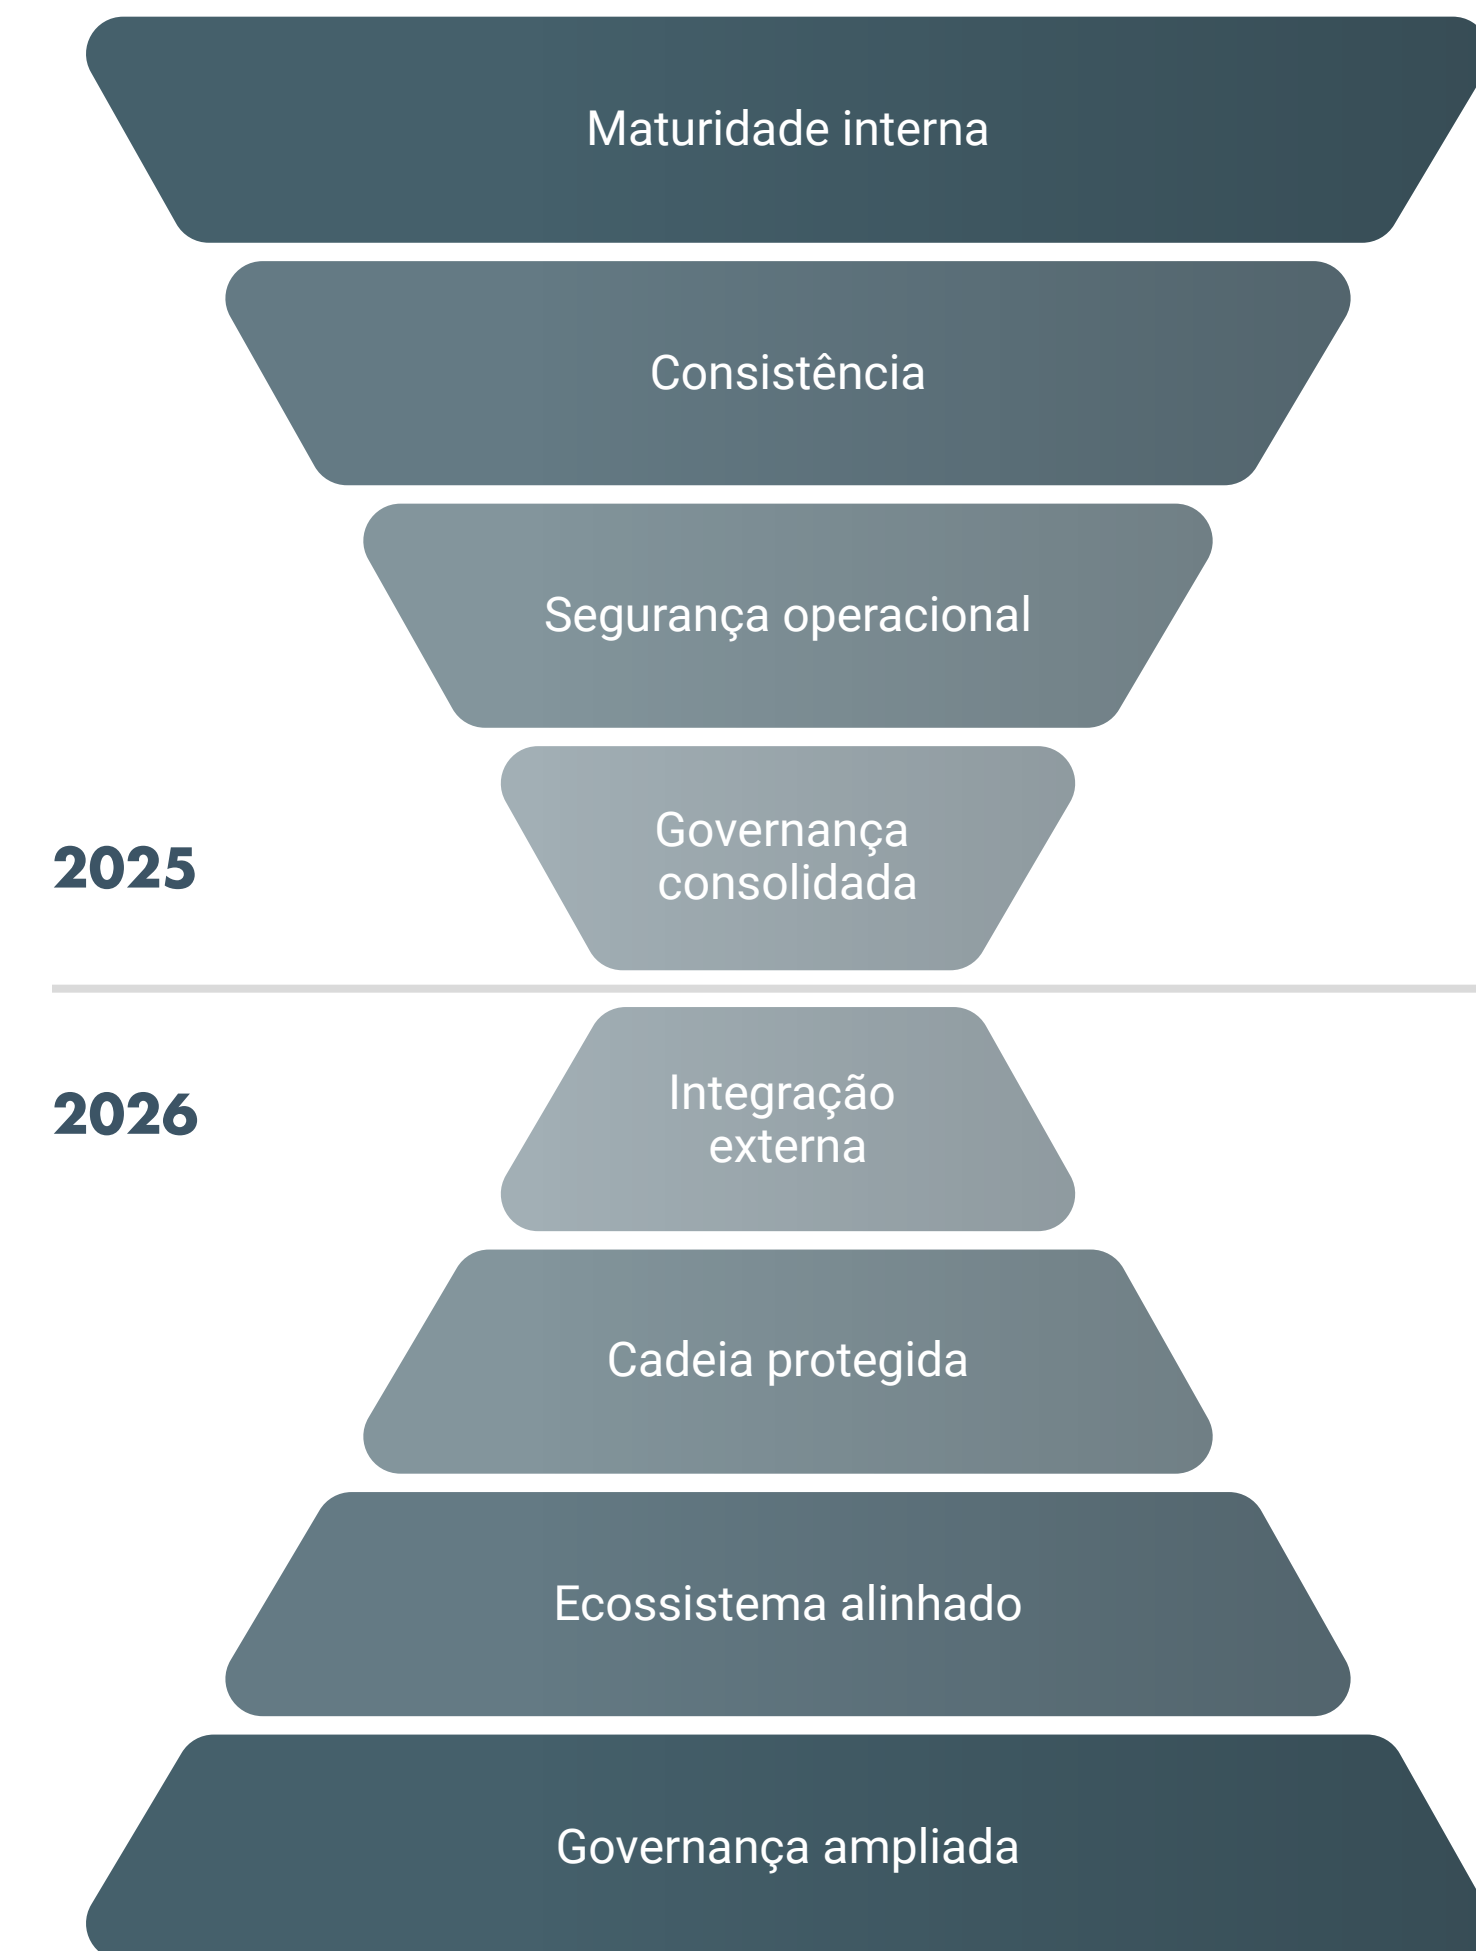 Maturidade interna
Consistência
Segurança operacional
Governança
consolidada
2025
2026
Integração
externa
Cadeia protegida
Ecossistema alinhado
Governança ampliada